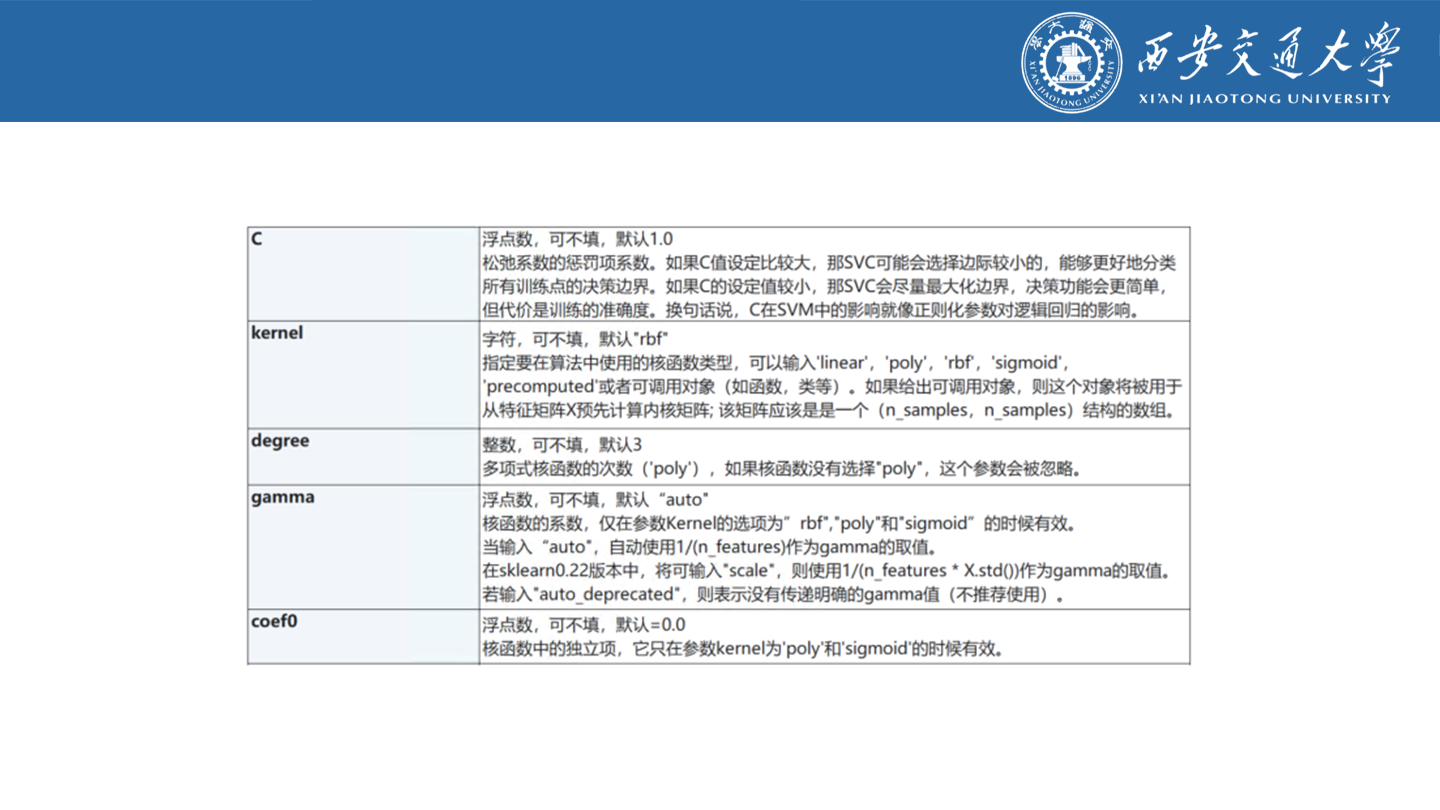 西安交通大學
XI'AN JIAOTONG UNIVERSITY
西安交通大學
XI'AN JIAOTONG UNIVERSITY
1896
C
浮点数，可不填，默认1.0
松弛系数的惩罚项系数。如果C值设定比较大，那SVC可能会选择边际较小的，能够更好地分类
所有训练点的决策边界。如果C的设定值较小，那SVC会尽量最大化边界，决策功能会更简单，
但代价是训练的准确度。换句话说，C在SVM中的影响就像正则化参数对逻辑回归的影响。
kernel
字符，可不填，默认"rbf"
指定要在算法中使用的核函数类型，可以输入'linear'，'poly'，'rbf'，'sigmoid'，
'precomputed'或者可调用对象（如函数，类等）。如果给出可调用对象，则这个对象将被用于
从特征矩阵X预先计算内核矩阵; 该矩阵应该是是一个（n_samples，n_samples）结构的数组。
degree
整数，可不填，默认3
多项式核函数的次数（'poly'），如果核函数没有选择"poly"，这个参数会被忽略。
gamma
浮点数，可不填，默认“auto"
核函数的系数，仅在参数Kernel的选项为”rbf","poly"和"sigmoid”的时候有效。
当输入“auto"，自动使用1/(n_features)作为gamma的取值。
在sklearn0.22版本中，将可输入"scale"，则使用1/(n_features * X.std())作为gamma的取值。
若输入"auto_deprecated"，则表示没有传递明确的gamma值（不推荐使用）。
coef0
浮点数，可不填，默认=0.0
核函数中的独立项，它只在参数kernel为'poly'和'sigmoid'的时候有效。